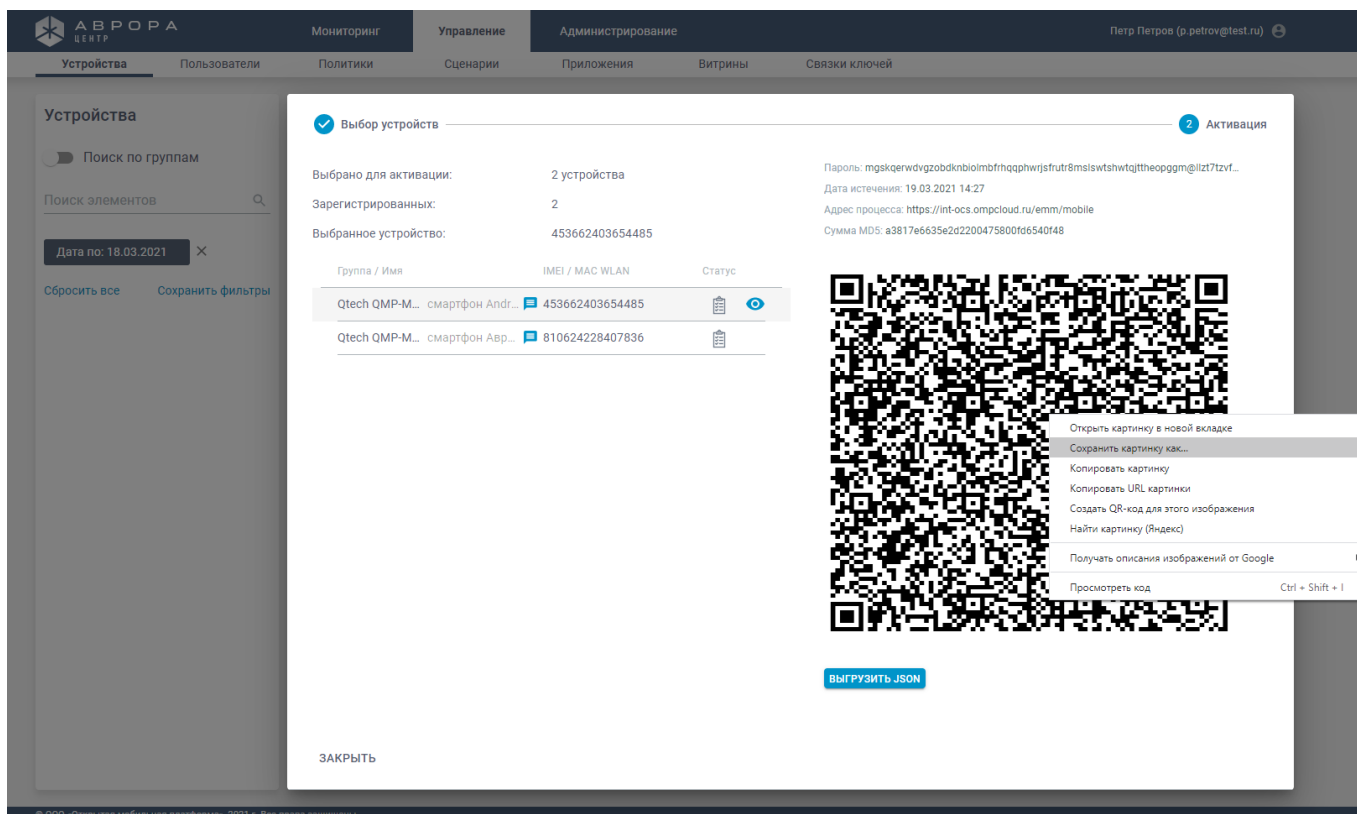 АВРОРА
ЦЕНТР
Мониторинг Управление Администрирование Петр Петров (p.petrov@test.ru)
Устройства Пользователи Политики Сценарии Приложения Витрины Связки ключей
Устройства
Поиск по группам
Поиск элементов
Дата по: 18.03.2021
Сбросить все Сохранить фильтры
Выбор устройств
2 Активация
Выбрано для активации: 2 устройства
Зарегистрированных: 2
Выбранное устройство: 453662403654485
Группа / Имя IMEI / MAC WLAN Статус
Qtech QMP-M... смартфон Andr... 453662403654485
Qtech QMP-M... смартфон Авр... 810624228407836
Пароль:
Дата истечения: 19.03.2021 14:27
Адрес процесса: https://int-ocs.ompcloud.ru/emm/mobile
Сумма MD5: a3817e6635e2d2200475800fd6540f48
Открыть картинку в новой вкладке
Сохранить картинку как...
Копировать картинку
Копировать URL картинки
Создать QR-код для этого изображения
Найти картинку (Яндекс)
Получать описания изображений от Google
Просмотреть код Ctrl + Shift + I
ВЫГРУЗИТЬ JSON
ЗАКРЫТЬ